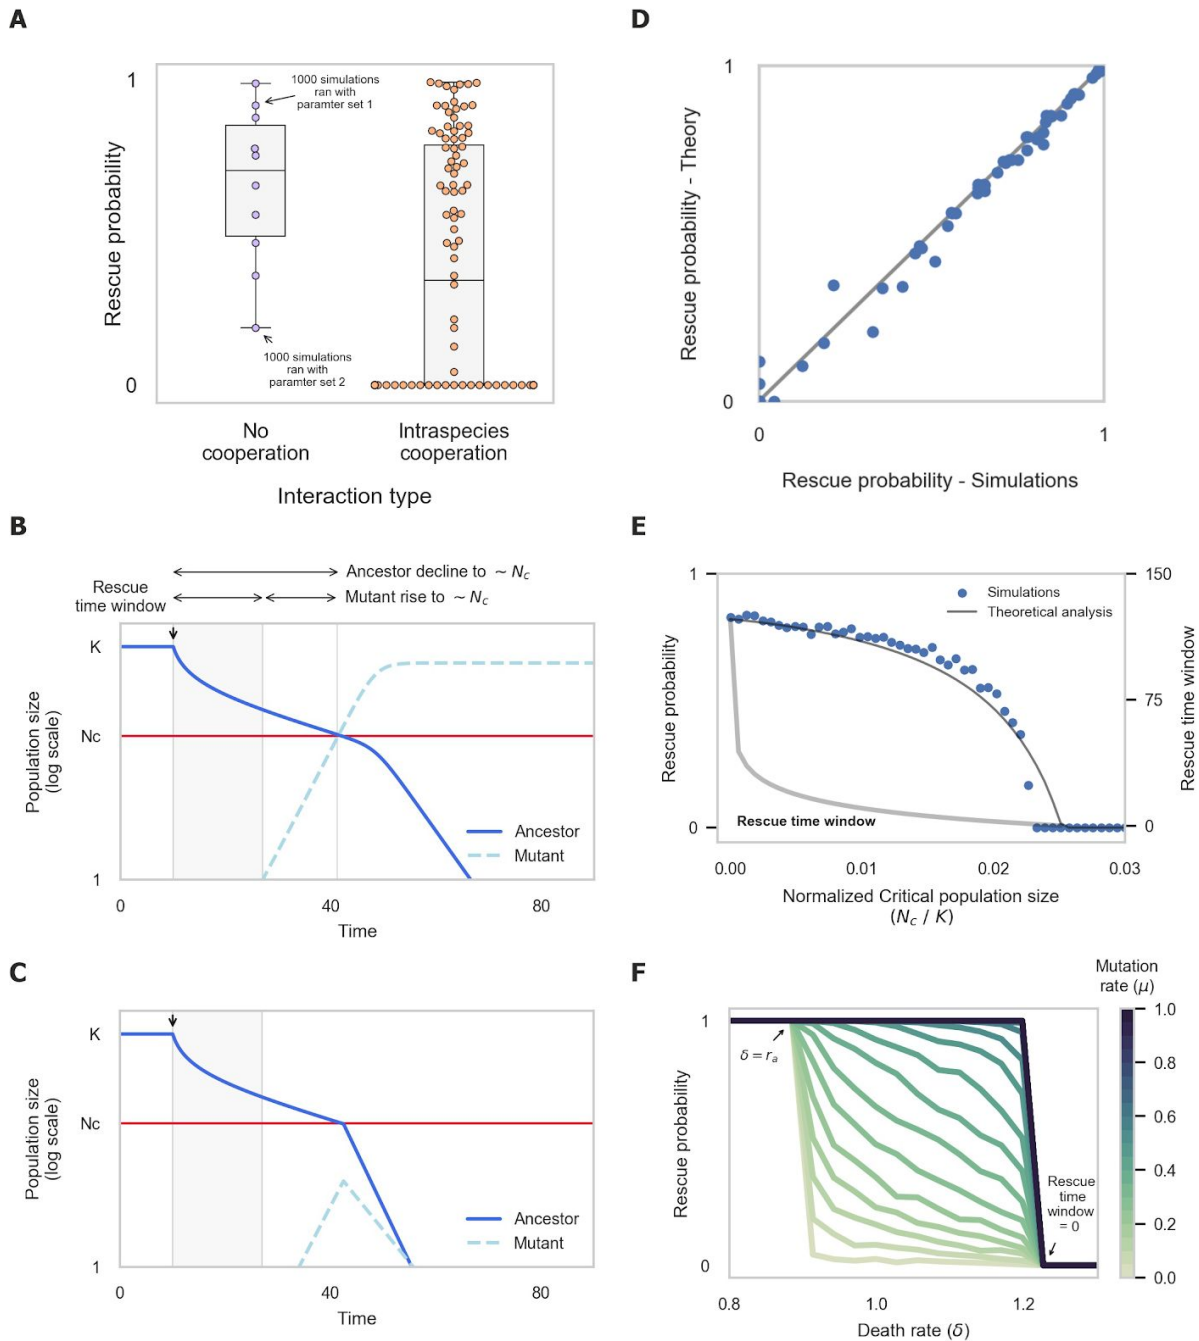 A
Rescue probability
1
0
1000 simulations
ran with
paramter set 1
1000 simulations
ran with
paramter set 2
No
cooperation
Intraspecies
cooperation
Interaction type
D
Rescue probability - Theory
1
0
0
1
Rescue probability - Simulations
B
Rescue
time window
Ancestor decline to ~ Nc
Mutant rise to ~ Nc
Population size
(log scale)
K
Nc
1
Ancestor
Mutant
0
40
80
Time
E
Rescue probability
1
0
Simulations
Theoretical analysis
Rescue time window
150
75
0
Rescue time window
0.00
0.01
0.02
0.03
Normalized Critical population size
(Nc / K)
C
Population size
(log scale)
K
Nc
1
Ancestor
Mutant
0
40
80
Time
F
Mutation
rate (μ)
Rescue probability
1
0
δ = ra
Rescue
time
window
= 0
1.0
0.8
0.6
0.4
0.2
0.0
0.8
1.0
1.2
Death rate (δ)